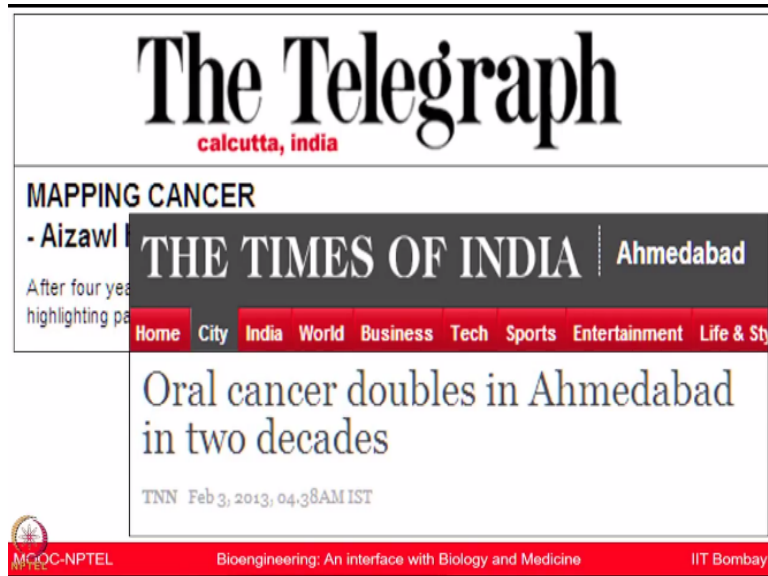 The Telegraph
calcutta, india
MAPPING CANCER
- Aizawl
After four
highlighting
THE TIMES OF INDIA Ahmedabad
Home City India World Business Tech Sports Entertainment Life &
Oral cancer doubles in Ahmedabad
in two decades
TNN Feb 3, 2013, 04.38AM IST
MOOC-NPTEL Bioengineering: An interface with Biology and Medicine IIT Bombay
NPTEL